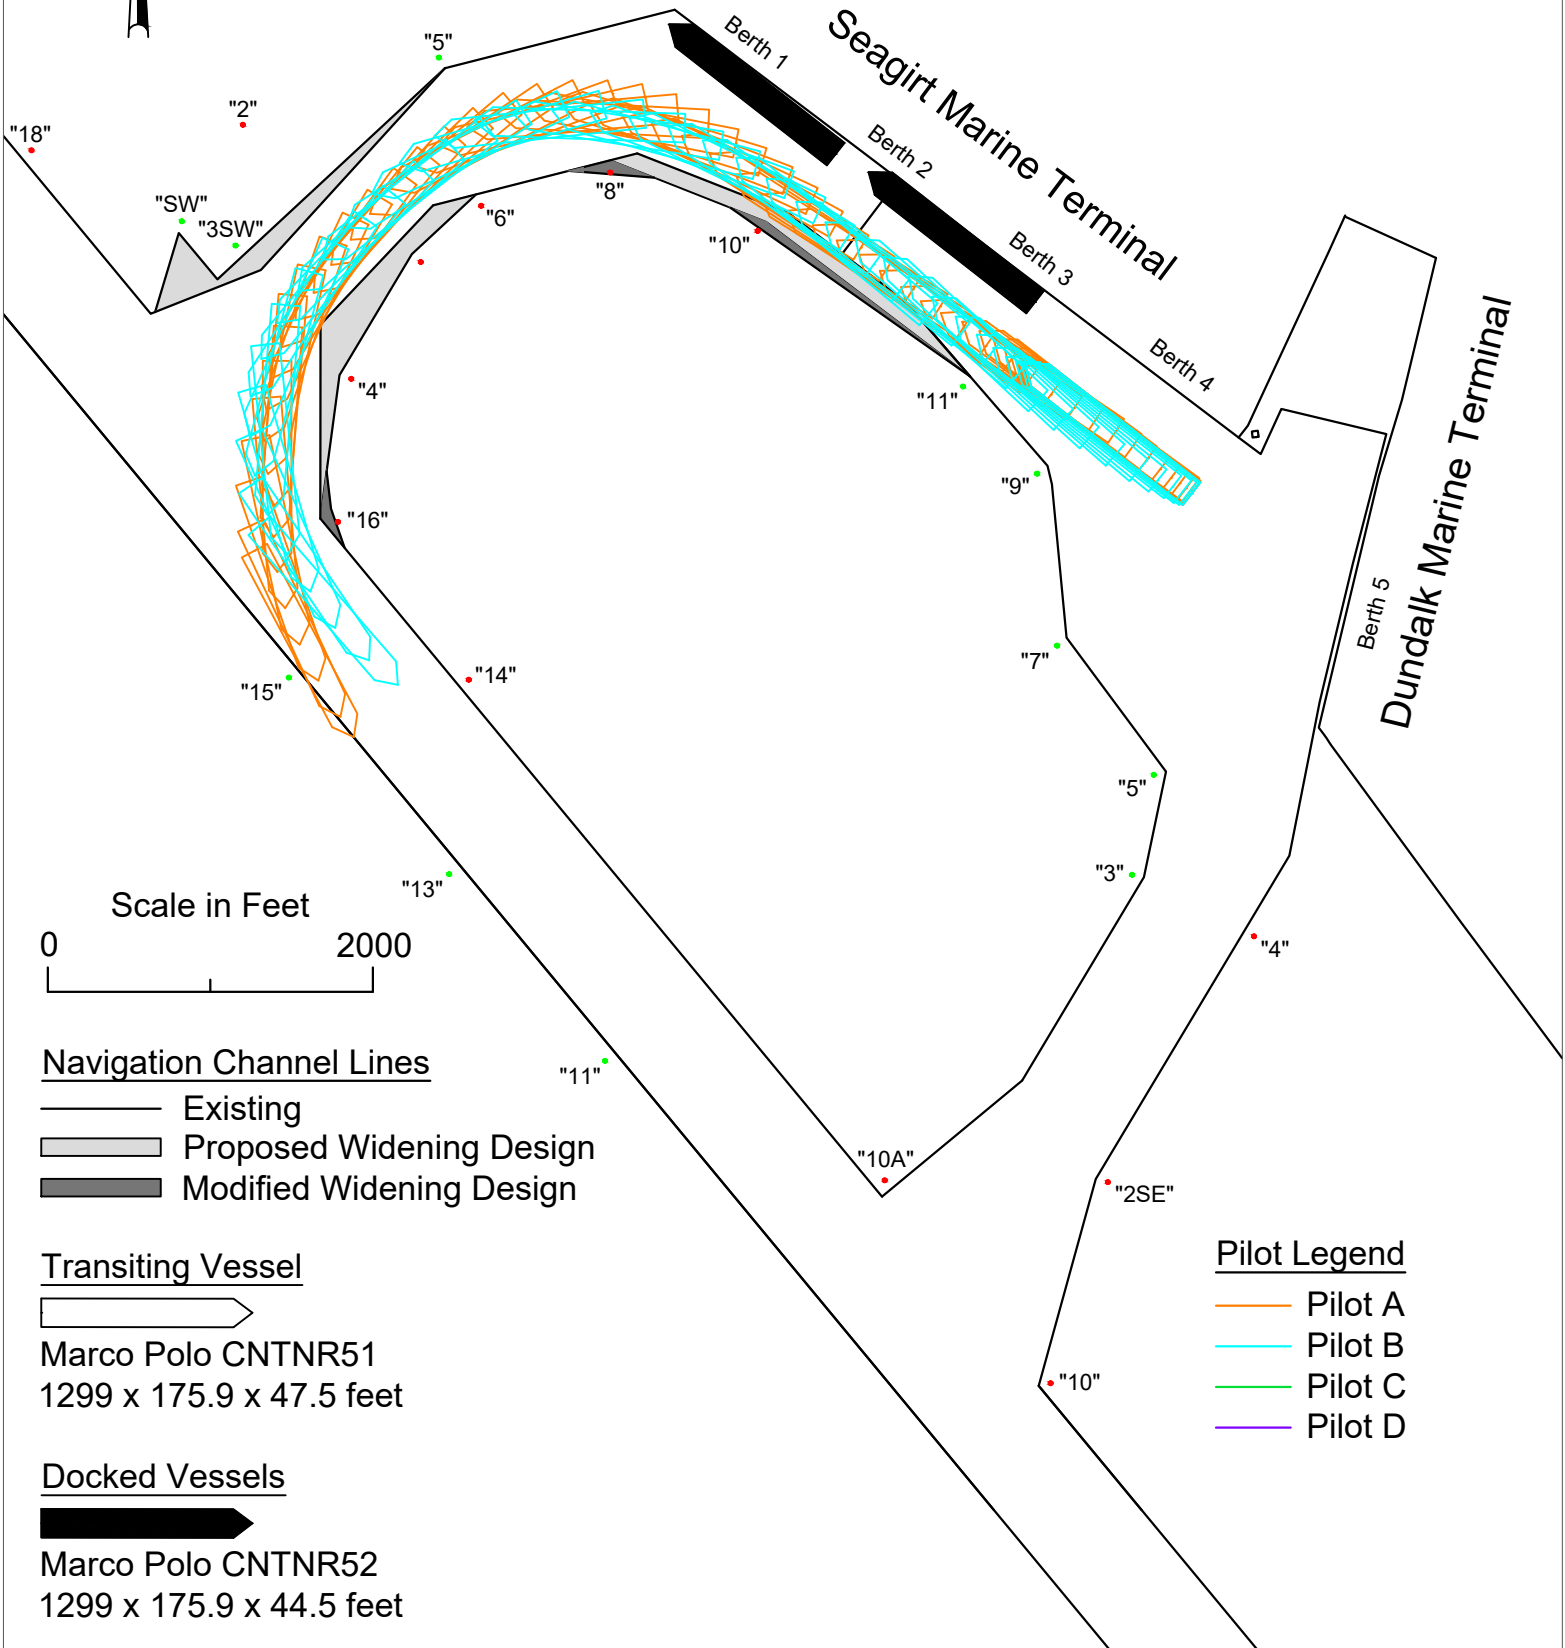 "5"
Berth 1
Seagirt Marine Terminal
"2"
"18"
Berth 2
"SW"
"3SW"
"8"
"6"
"10"
Berth 3
Berth 4
"4"
"11"
"9"
"16"
Dundalk Marine Terminal
Berth 5
"7"
"14"
"15"
"5"
"3"
"13"
"4"
Scale in Feet
0 2000
Navigation Channel Lines
Existing
Proposed Widening Design
Modified Widening Design
"11"
"10A"
"2SE"
Transiting Vessel
Marco Polo CNTNR51
1299 x 175.9 x 47.5 feet
Docked Vessels
Marco Polo CNTNR52
1299 x 175.9 x 44.5 feet
Pilot Legend
Pilot A
Pilot B
Pilot C
Pilot D
"10"